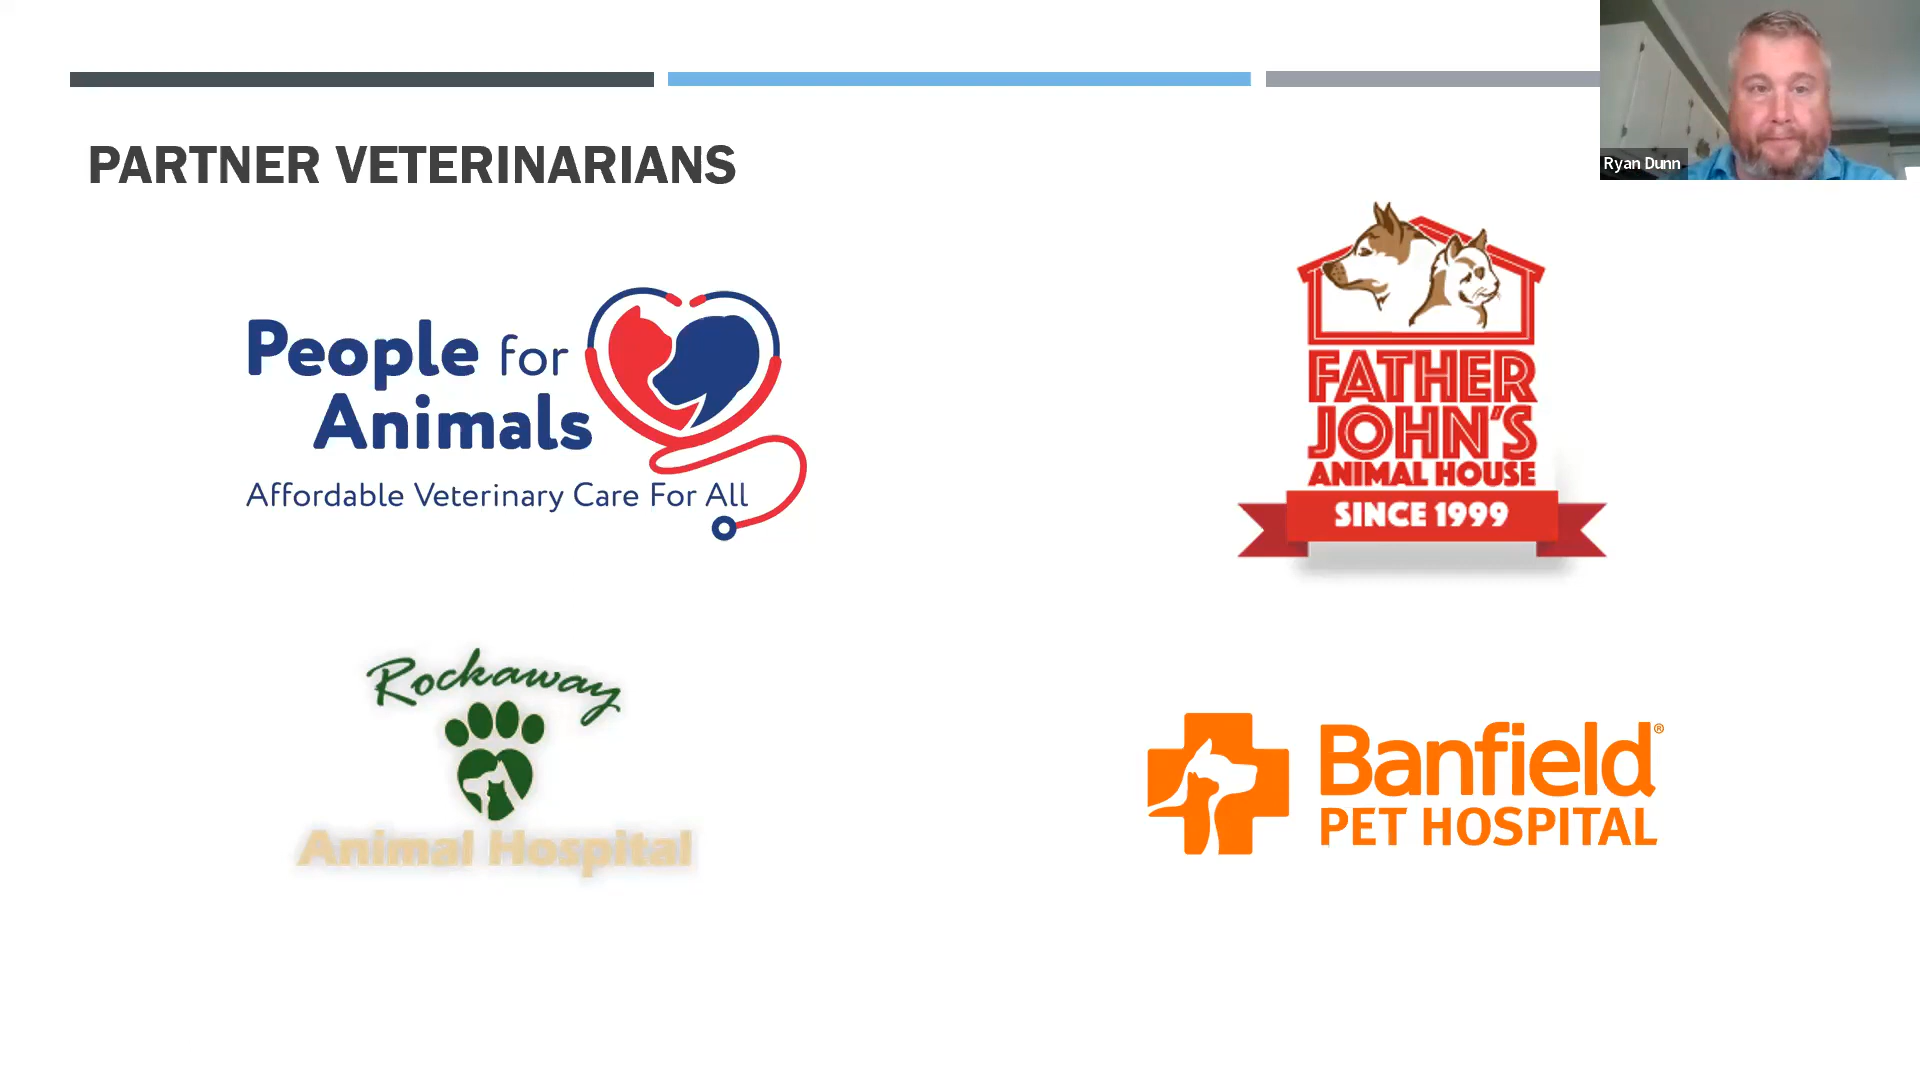 Ryan Dunn
PARTNER VETERINARIANS
People for
Animals
Affordable Veterinary Care For All
FATHER
JOHN'S
ANIMAL HOUSE
SINCE 1999
Rockaway
Animal Hospital
Banfield®
PET HOSPITAL